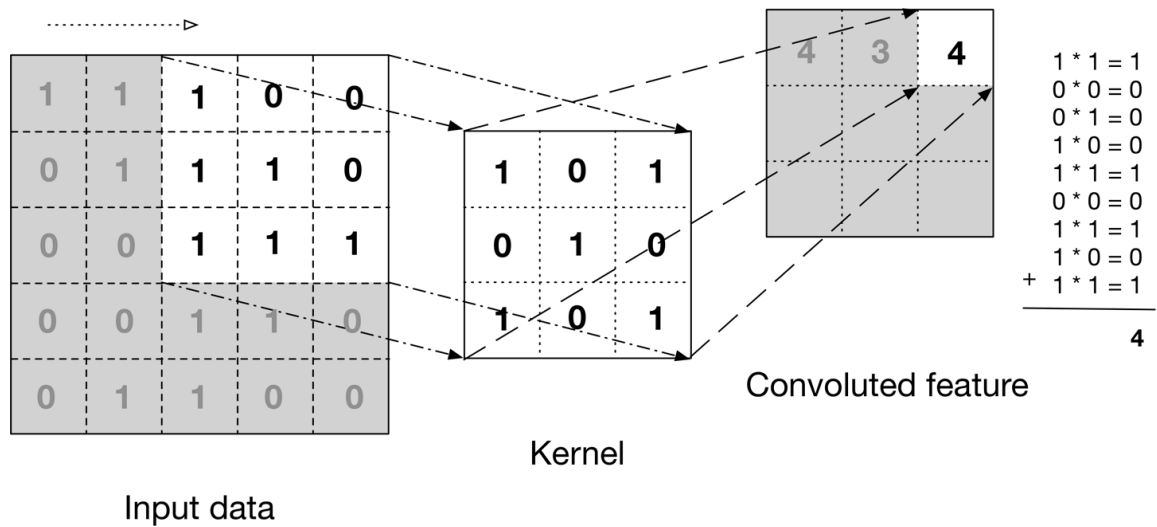 1 1 1 0 0
0 1 1 1 0
0 0 1 1 1
0 0 1 1 0
0 1 1 0 0
Input data
1 0 1
0 1 0
1 0 1
Kernel
4 3 4
Convoluted feature
1 * 1 = 1
0 * 0 = 0
0 * 1 = 0
1 * 0 = 0
1 * 1 = 1
0 * 0 = 0
1 * 1 = 1
1 * 0 = 0
+ 1 * 1 = 1
4